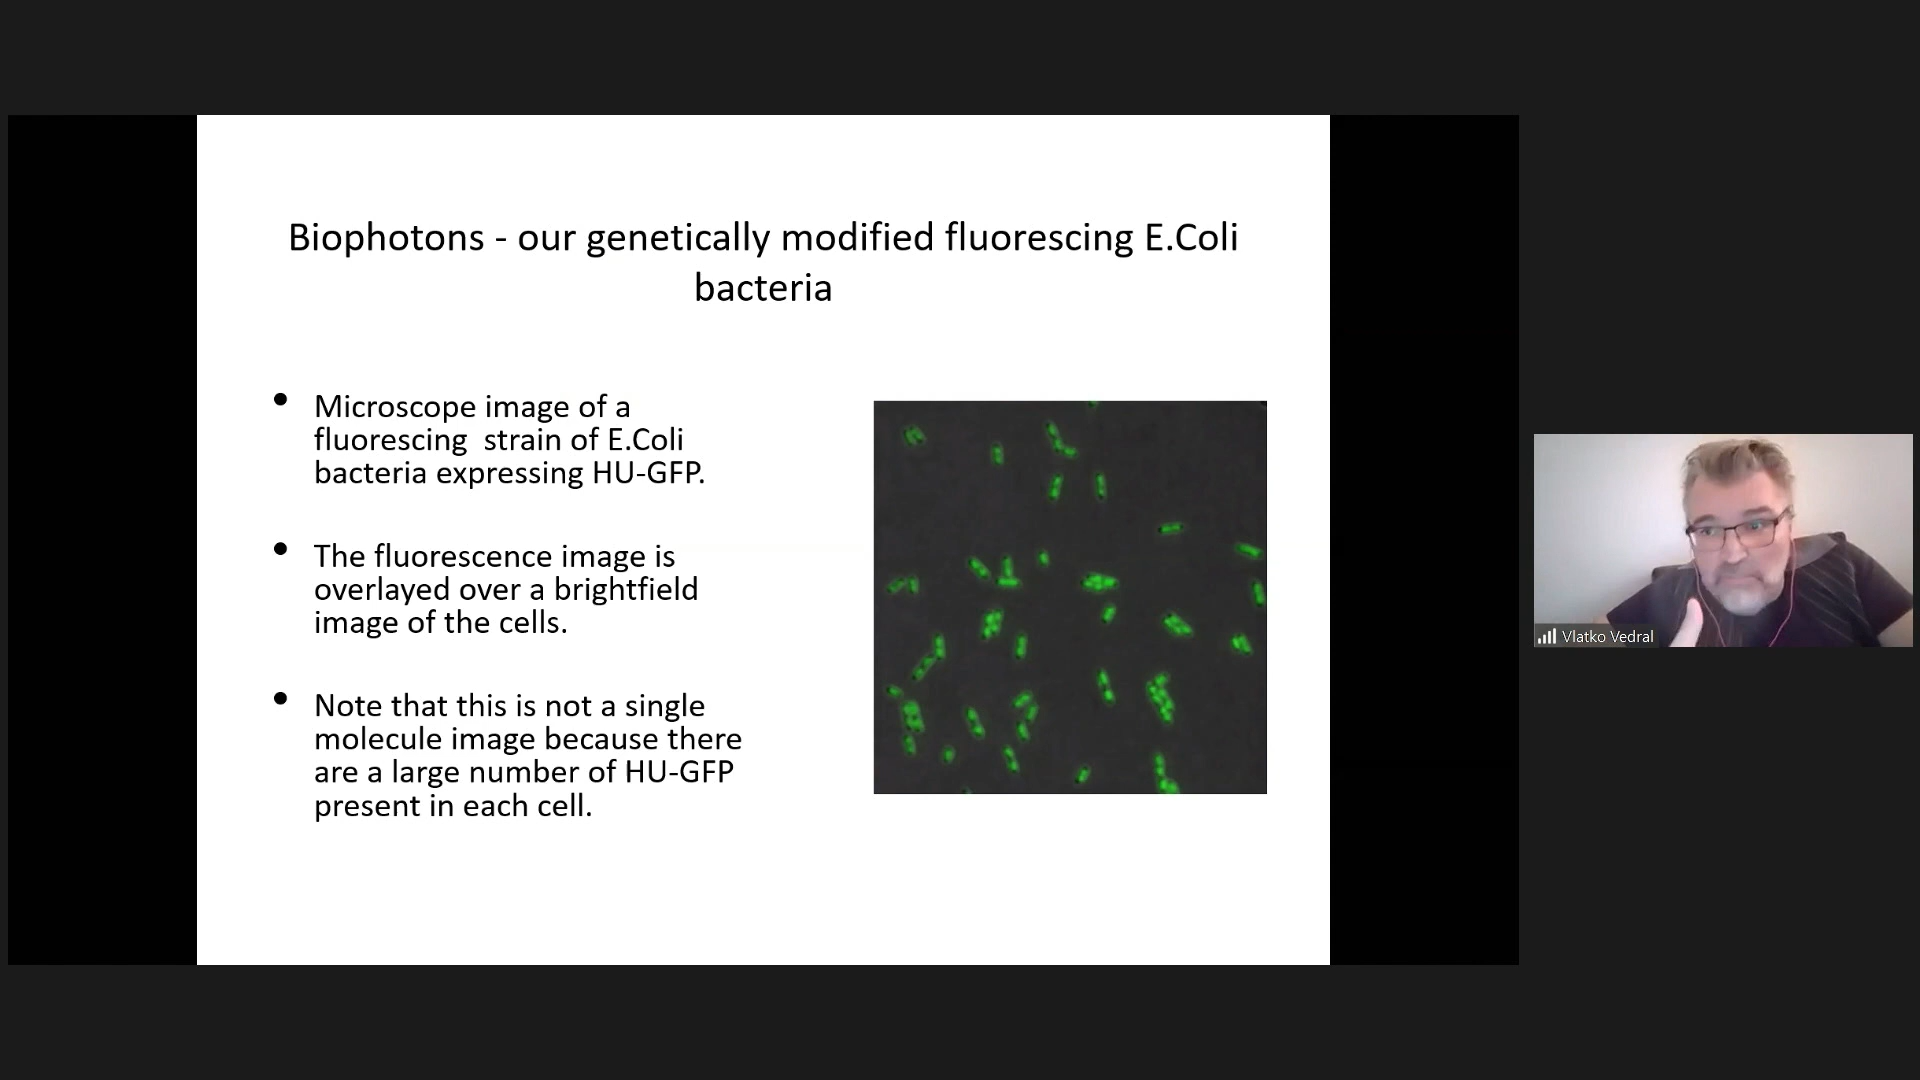 Biophotons - our genetically modified fluorescing E.Coli
bacteria
• Microscope image of a
fluorescing  strain of E.Coli
bacteria expressing HU-GFP.
• The fluorescence image is
overlayed over a brightfield
image of the cells.
• Note that this is not a single
molecule image because there
are a large number of HU-GFP
present in each cell.
Vlatko Vedral